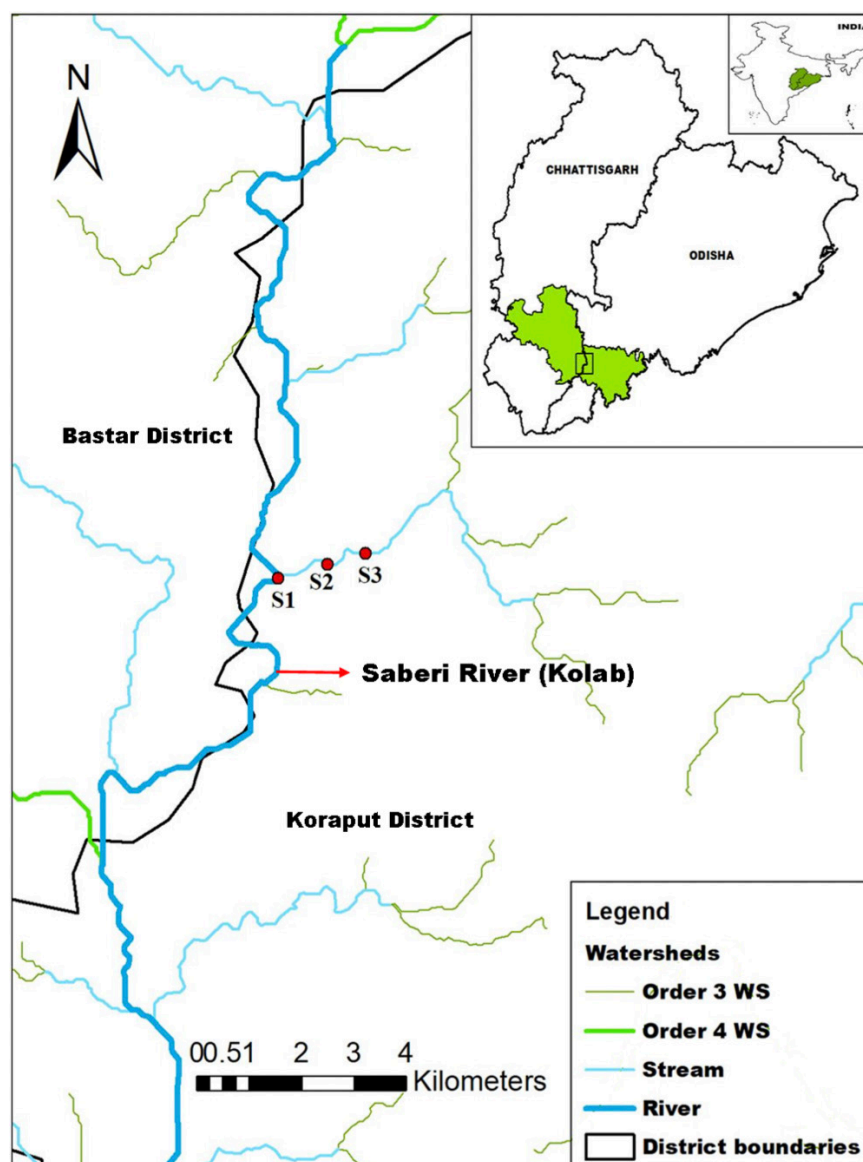 N
INDIA
CHHATTISGARH
ODISHA
Bastar District
S1
S2
S3
Saberi River (Kolab)
Koraput District
00.51 2 3 4
Kilometers
Legend
Watersheds
Order 3 WS
Order 4 WS
Stream
River
District boundaries